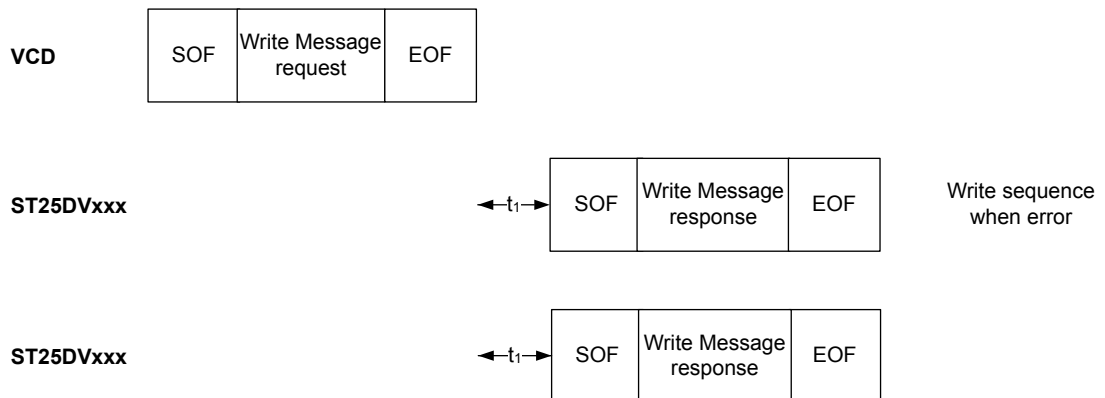 VCD
SOF
Write Message
request
EOF
ST25DVxxx
t1
SOF
Write Message
response
EOF
Write sequence
when error
ST25DVxxx
t1
SOF
Write Message
response
EOF